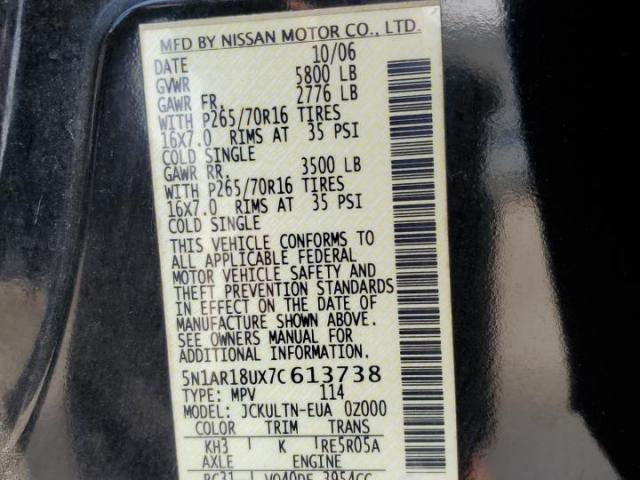 MFD BY NISSAN MOTOR CO., LTD.
DATE 10/06
GVWR 5800 LB
GAWR FR. 2776 LB
WITH P265/70R16 TIRES
16X7.0 RIMS AT 35 PSI
COLD SINGLE
GAWR RR. 3500 LB
WITH P265/70R16 TIRES
16X7.0 RIMS AT 35 PSI
COLD SINGLE
THIS VEHICLE CONFORMS TO
ALL APPLICABLE FEDERAL
MOTOR VEHICLE SAFETY AND
THEFT PREVENTION STANDARDS
IN EFFECT ON THE DATE OF
MANUFACTURE SHOWN ABOVE.
SEE OWNERS MANUAL FOR
ADDITIONAL INFORMATION.
5N1AR18UX7C613738
TYPE: MPV 114
MODEL: JCKULTN-EUA 0Z000
COLOR TRIM TRANS
KH3 K RE5R05A
AXLE ENGINE
RC31 VQ40DE 3954CC